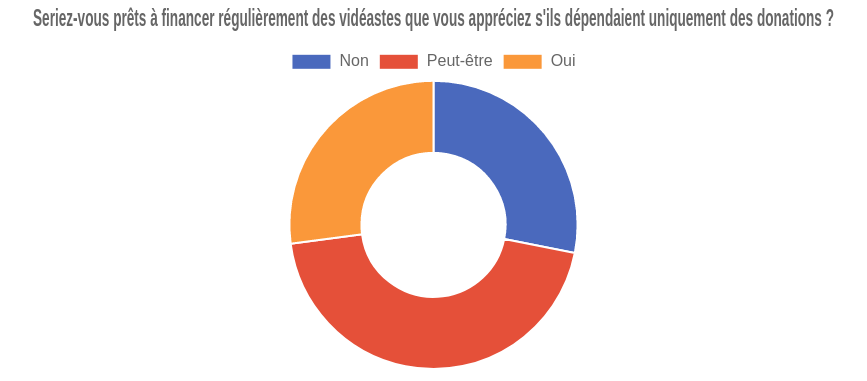 Seriez-vous prêts à financer régulièrement des vidéastes que vous appréciez s'ils dépendaient uniquement des donations ?
Non Peut-être Oui